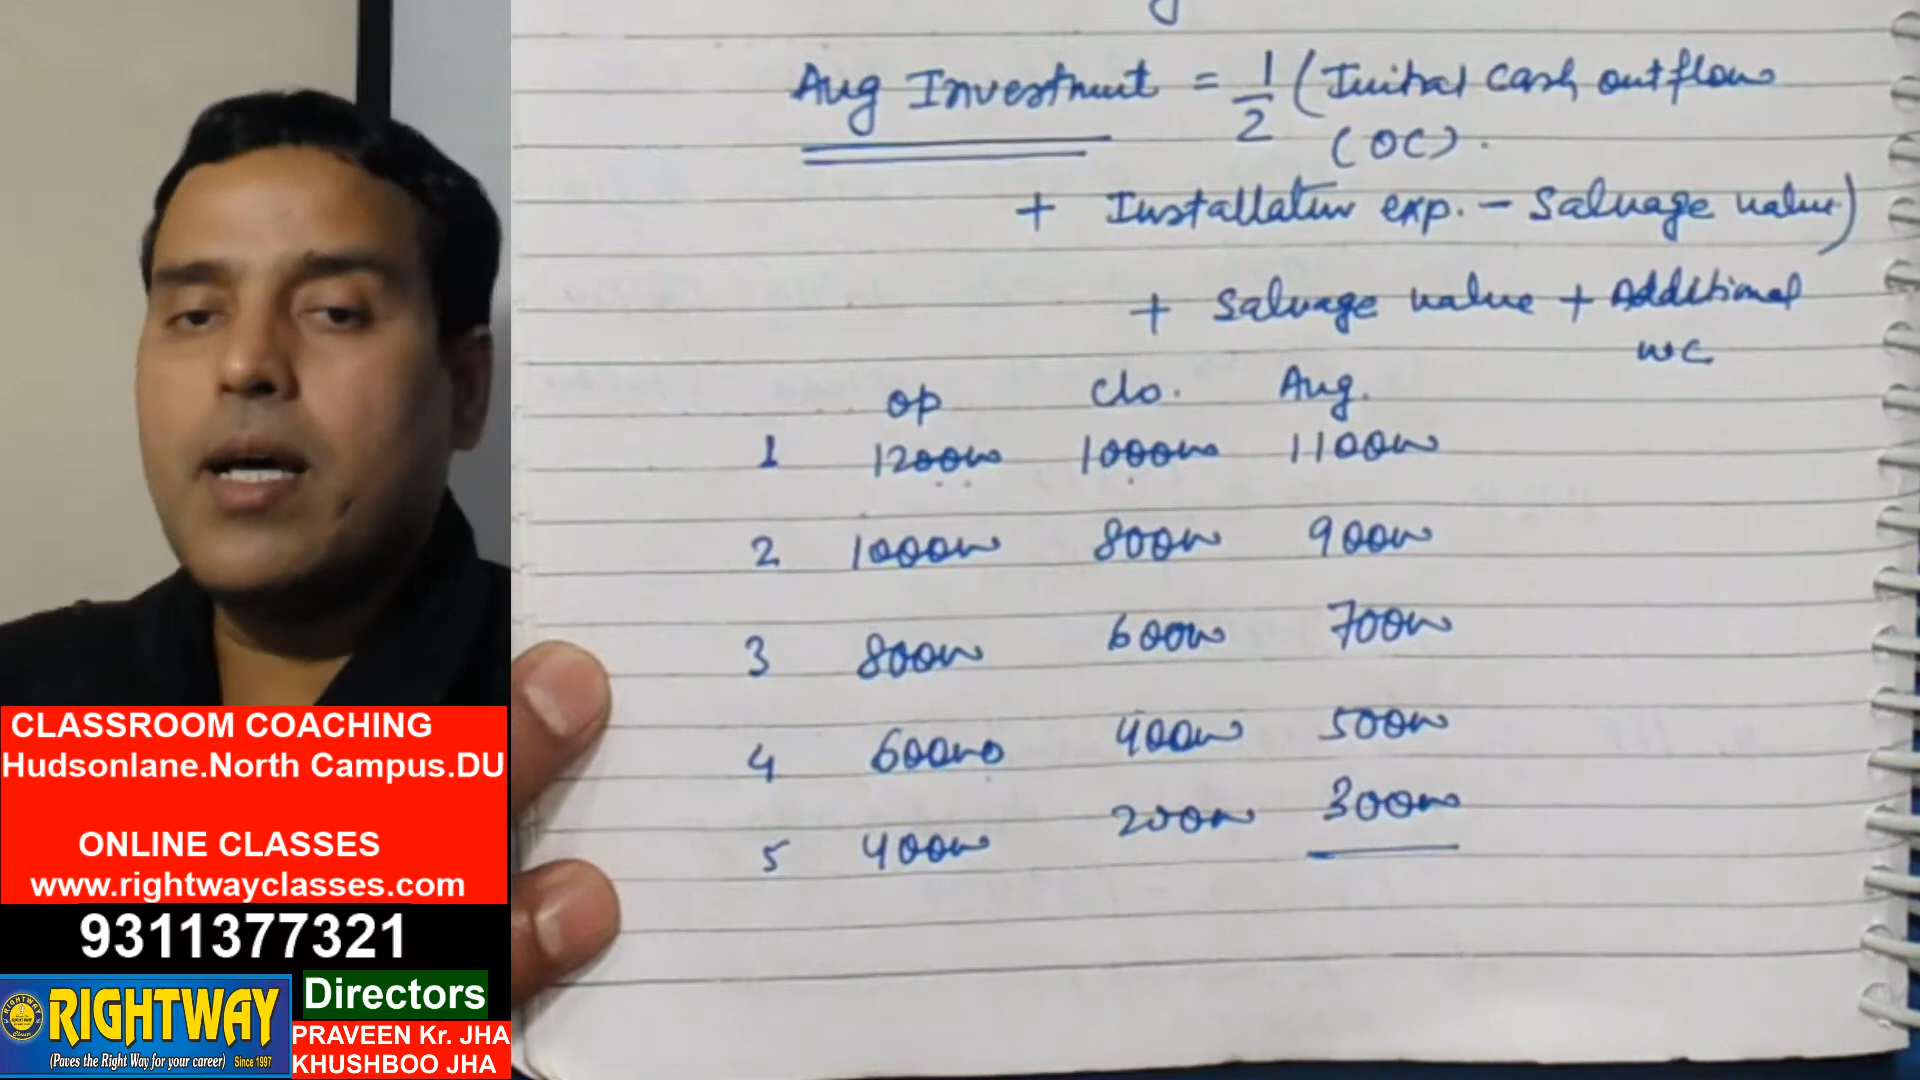 Avg Investment = 1/2 (Initial Cash outflow
(OC).
+ Installation exp. - Salvage value)
+ Salvage value + Additional
WC
op Clo. Avg.
1 120000 100000 110000
2 100000 80000 90000
3 80000 60000 70000
4 60000 40000 50000
5 40000 20000 30000
CLASSROOM COACHING
Hudsonlane.North Campus.DU
ONLINE CLASSES
www.rightwayclasses.com
9311377321
RIGHTWAY
(Paves the Right Way for your career) Since 1997
Directors
PRAVEEN Kr. JHA
KHUSHBOO JHA